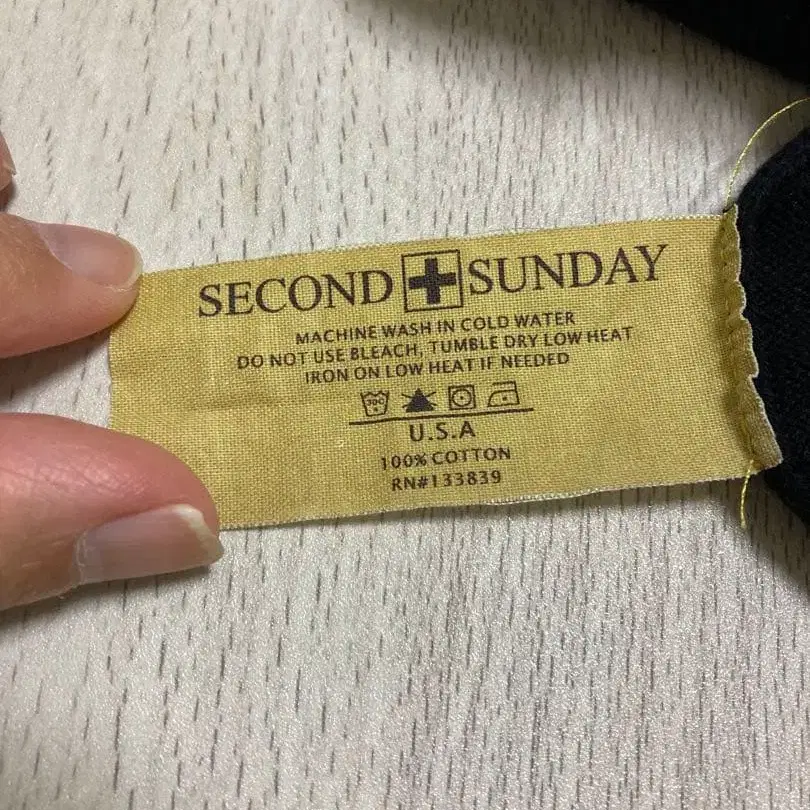 SECOND SUNDAY
MACHINE WASH IN COLD WATER
DO NOT USE BLEACH, TUMBLE DRY LOW HEAT
IRON ON LOW HEAT IF NEEDED
30C
U.S.A
100% COTTON
RN#133839